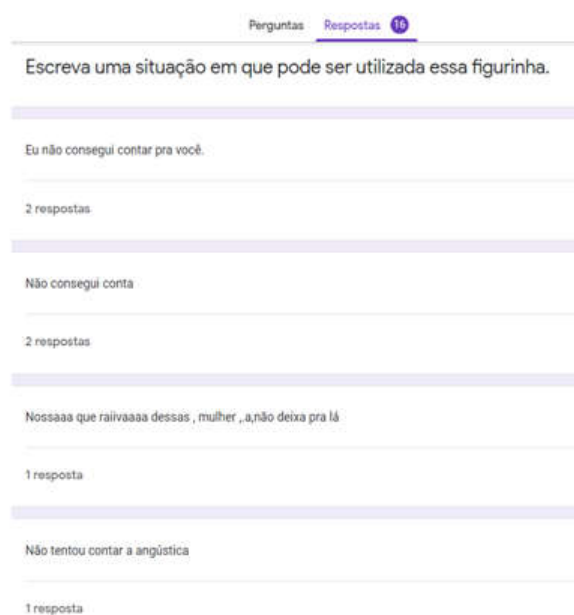 Perguntas Respostas 16
Escreva uma situação em que pode ser utilizada essa figurinha.
Eu não consegui contar pra você.
2 respostas
Não consegui conta
2 respostas
Nossaaa que raiivaaaa dessas , mulher ,.a,não deixa pra lá
1 resposta
Não tentou contar a angústica
1 resposta